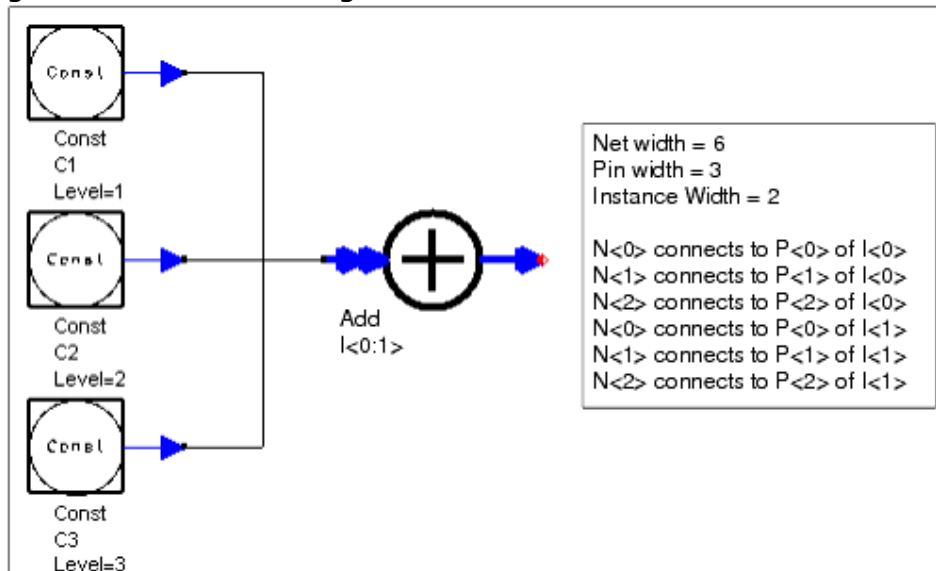 Const
Const
C1
Level=1
Const
Const
C2
Level=2
Const
Const
C3
Level=3
Add
I<0:1>
Net width = 6
Pin width = 3
Instance Width = 2
N<0> connects to P<0> of I<0>
N<1> connects to P<1> of I<0>
N<2> connects to P<2> of I<0>
N<0> connects to P<0> of I<1>
N<1> connects to P<1> of I<1>
N<2> connects to P<2> of I<1>